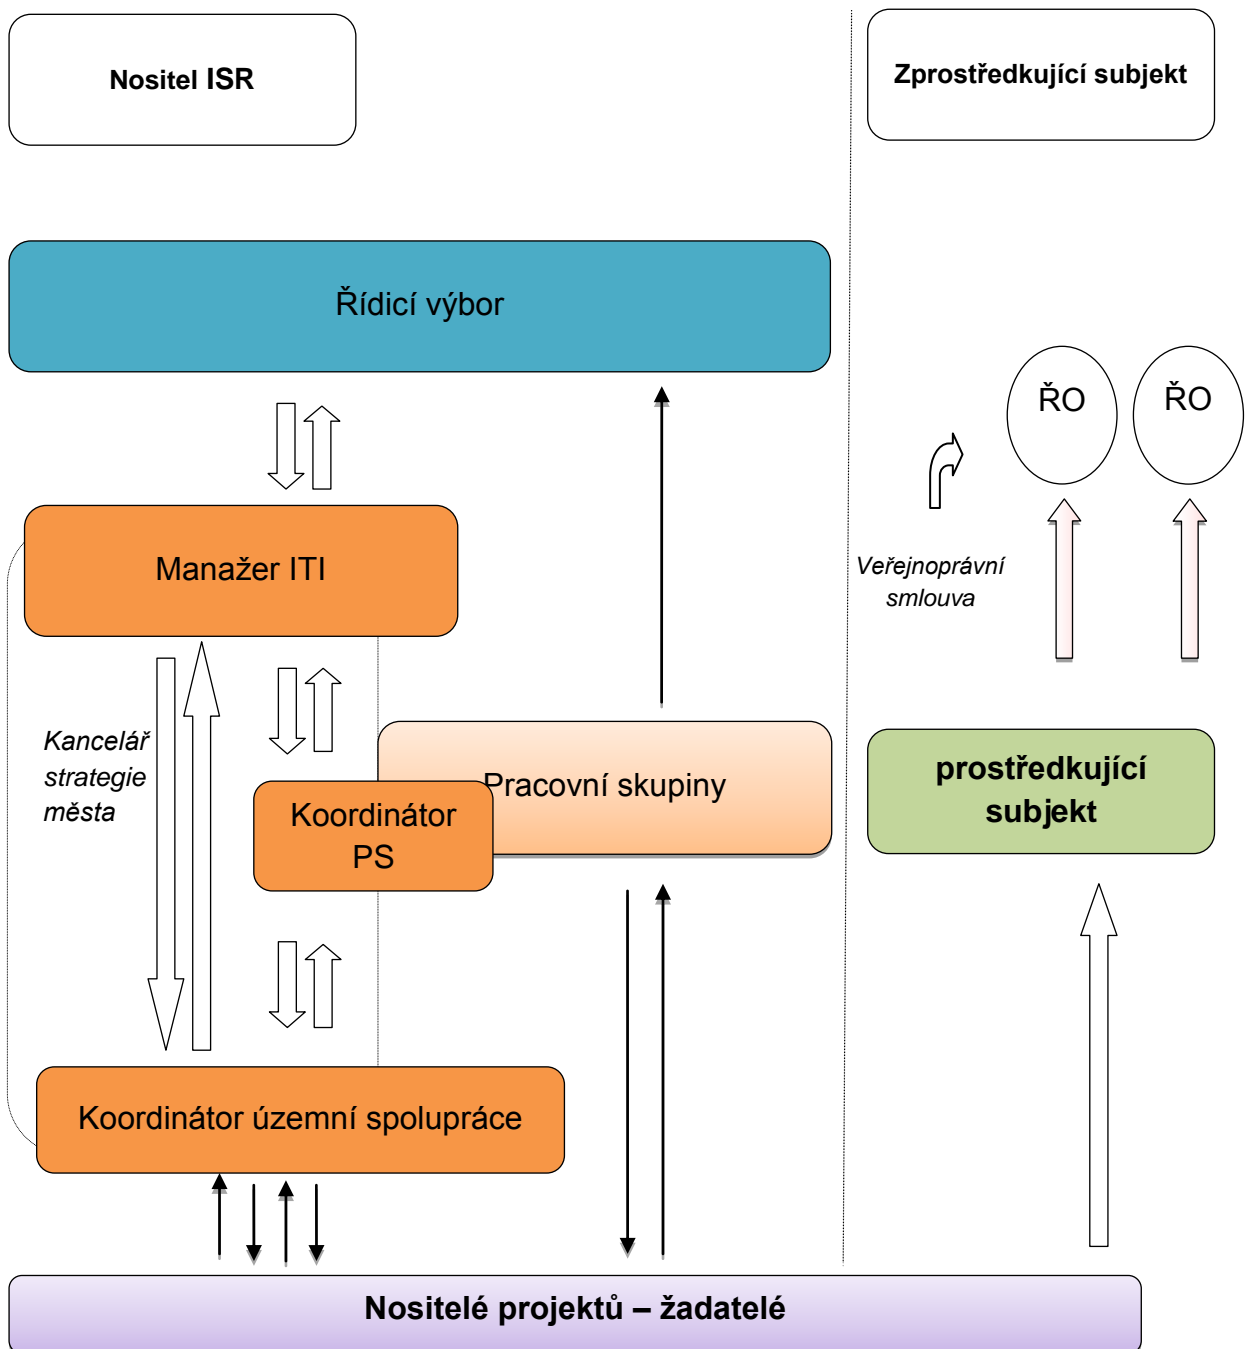 Nositel ISR
Zprostředkující subjekt
Řídicí výbor
ŘO
ŘO
Manažer ITI
Veřejnoprávní
smlouva
Kancelář
strategie
města
Pracovní skupiny
Koordinátor
PS
prostředkující
subjekt
Koordinátor územní spolupráce
Nositelé projektů – žadatelé